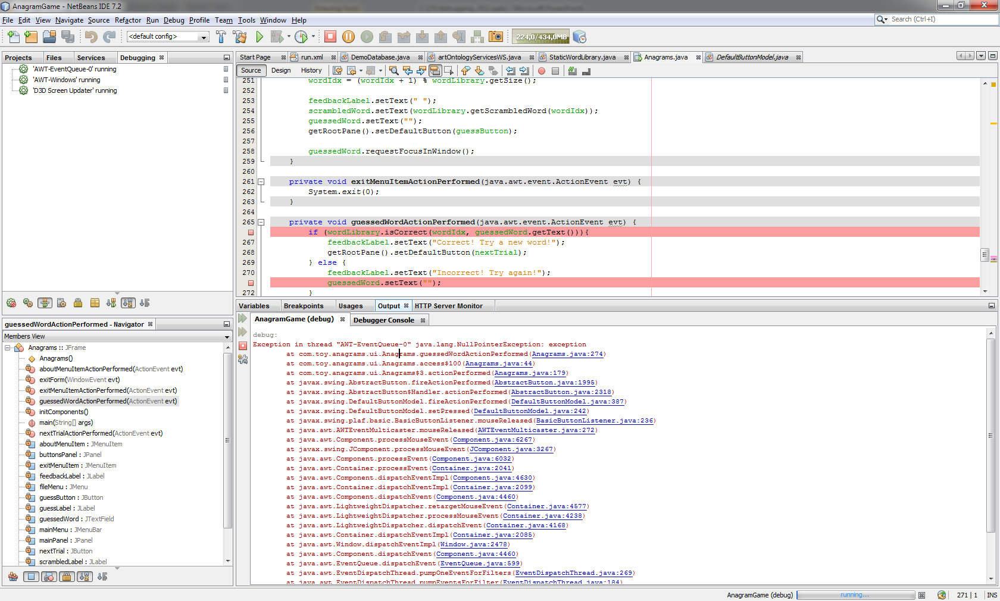 AnagramGame - NetBeans IDE 7.2
File Edit View Navigate Source Refactor Run Debug Profile Team Tools Window Help
Search (Ctrl+I)
<default config>
224,0/434,0MB
Projects Files Services Debugging
'AWT-EventQueue-0' running
'AWT-Windows' running
'D3D Screen Updater' running
Start Page run.xml DemoDatabase.java artOntologyServicesWS.java StaticWordLibrary.java Anagrams.java DefaultButtonModel.java
Source Design History
251 wordIdx = (wordIdx + 1) % wordLibrary.getSize();
252
253 feedbackLabel.setText(" ");
254 scrambledWord.setText(wordLibrary.getScrambledWord(wordIdx));
255 guessedWord.setText("");
256 getRootPane().setDefaultButton(guessButton);
257
258 guessedWord.requestFocusInWindow();
259 }
260
261 private void exitMenuItemActionPerformed(java.awt.event.ActionEvent evt) {
262 System.exit(0);
263 }
264
265 private void guessedWordActionPerformed(java.awt.event.ActionEvent evt) {
if (wordLibrary.isCorrect(wordIdx, guessedWord.getText())){
267 feedbackLabel.setText("Correct! Try a new word!");
268 getRootPane().setDefaultButton(nextTrial);
269 } else {
270 feedbackLabel.setText("Incorrect! Try again!");
guessedWord.setText("");
272 }
guessedWordActionPerformed - Navigator
Members View
Anagrams :: JFrame
Anagrams()
aboutMenuItemActionPerformed(ActionEvent evt)
exitForm(WindowEvent evt)
exitMenuItemActionPerformed(ActionEvent evt)
guessedWordActionPerformed(ActionEvent evt)
initComponents()
main(String[] args)
nextTrialActionPerformed(ActionEvent evt)
aboutMenuItem : JMenuItem
buttonsPanel : JPanel
exitMenuItem : JMenuItem
feedbackLabel : JLabel
fileMenu : JMenu
guessButton : JButton
guessLabel : JLabel
guessedWord : JTextField
mainMenu : JMenuBar
mainPanel : JPanel
nextTrial : JButton
scrambledLabel : JLabel
Variables Breakpoints Usages Output HTTP Server Monitor
AnagramGame (debug) Debugger Console
debug:
Exception in thread "AWT-EventQueue-0" java.lang.NullPointerException: exception
at com.toy.anagrams.ui.Anagrams.guessedWordActionPerformed(Anagrams.java:274)
at com.toy.anagrams.ui.Anagrams.access$100(Anagrams.java:44)
at com.toy.anagrams.ui.Anagrams$3.actionPerformed(Anagrams.java:179)
at javax.swing.AbstractButton.fireActionPerformed(AbstractButton.java:1995)
at javax.swing.AbstractButton$Handler.actionPerformed(AbstractButton.java:2318)
at javax.swing.DefaultButtonModel.fireActionPerformed(DefaultButtonModel.java:387)
at javax.swing.DefaultButtonModel.setPressed(DefaultButtonModel.java:242)
at javax.swing.plaf.basic.BasicButtonListener.mouseReleased(BasicButtonListener.java:236)
at java.awt.AWTEventMulticaster.mouseReleased(AWTEventMulticaster.java:272)
at java.awt.Component.processMouseEvent(Component.java:6267)
at javax.swing.JComponent.processMouseEvent(JComponent.java:3267)
at java.awt.Component.processEvent(Component.java:6032)
at java.awt.Container.processEvent(Container.java:2041)
at java.awt.Component.dispatchEventImpl(Component.java:4630)
at java.awt.Container.dispatchEventImpl(Container.java:2099)
at java.awt.Component.dispatchEvent(Component.java:4460)
at java.awt.LightweightDispatcher.retargetMouseEvent(Container.java:4577)
at java.awt.LightweightDispatcher.processMouseEvent(Container.java:4238)
at java.awt.LightweightDispatcher.dispatchEvent(Container.java:4168)
at java.awt.Container.dispatchEventImpl(Container.java:2085)
at java.awt.Window.dispatchEventImpl(Window.java:2478)
at java.awt.Component.dispatchEvent(Component.java:4460)
at java.awt.EventQueue.dispatchEvent(EventQueue.java:599)
at java.awt.EventDispatchThread.pumpOneEventForFilters(EventDispatchThread.java:269)
at java.awt.EventDispatchThread.pumpEventsForFilter(EventDispatchThread.java:184)
AnagramGame (debug) running... 271 | 1 INS